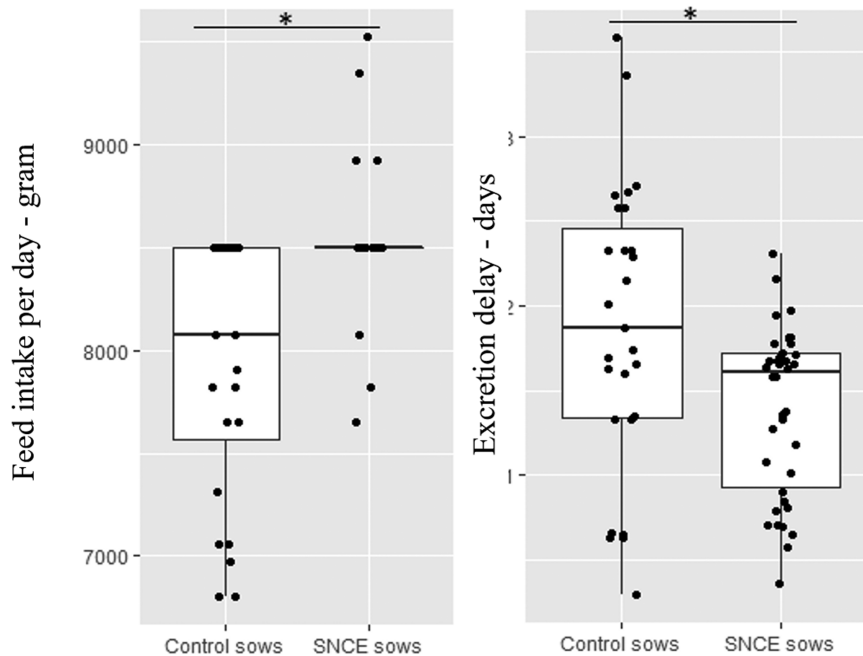 *
Feed intake per day - gram
9000
8000
7000
Control sows SNCE sows
*
Excretion delay - days
3
2
1
Control sows SNCE sows